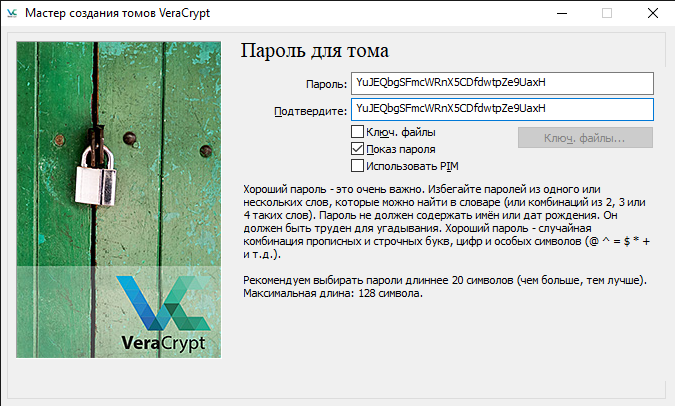 Мастер создания томов VeraCrypt
Пароль для тома
Пароль: YuJEQbgSFmcWRnX5CDfdwtpZe9UaxH
Подтвердите: YuJEQbgSFmcWRnX5CDfdwtpZe9UaxH
Ключ. файлы
Ключ. файлы...
Показ пароля
Использовать PIM
Хороший пароль - это очень важно. Избегайте паролей из одного или
нескольких слов, которые можно найти в словаре (или комбинаций из 2, 3 или
4 таких слов). Пароль не должен содержать имён или дат рождения. Он
должен быть труден для угадывания. Хороший пароль - случайная
комбинация прописных и строчных букв, цифр и особых символов (@ ^ = $ * +
и т.д.).
Рекомендуем выбирать пароли длиннее 20 символов (чем больше, тем лучше).
Максимальная длина: 128 символа.
VeraCrypt